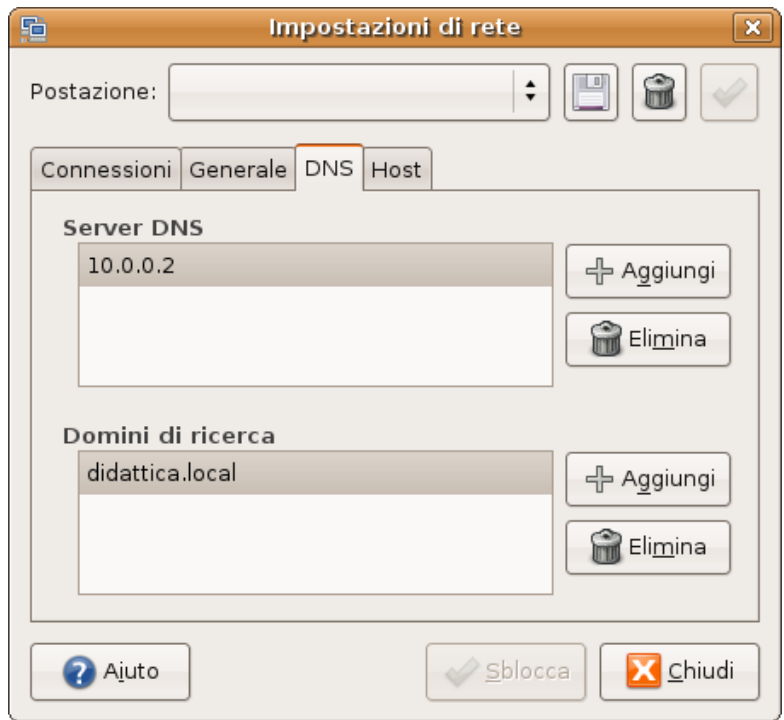 Impostazioni di rete
Postazione:
Connessioni Generale DNS Host
Server DNS
10.0.0.2
Aggiungi
Elimina
Domini di ricerca
didattica.local
Aggiungi
Elimina
Aiuto Sblocca Chiudi